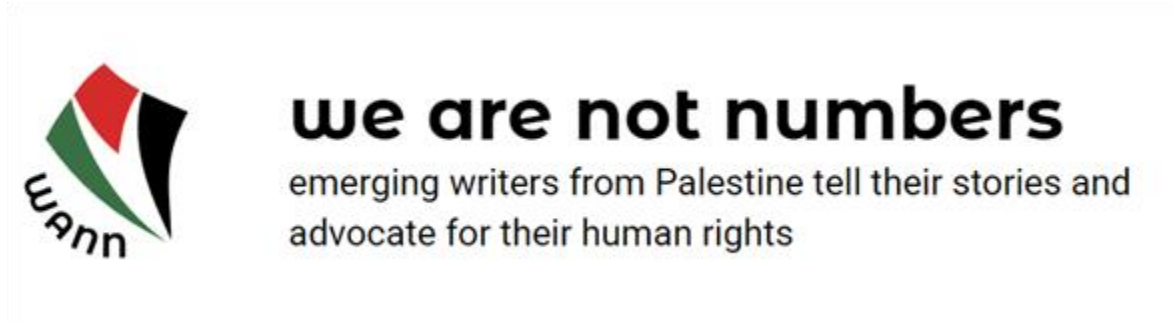 WANN
we are not numbers
emerging writers from Palestine tell their stories and
advocate for their human rights